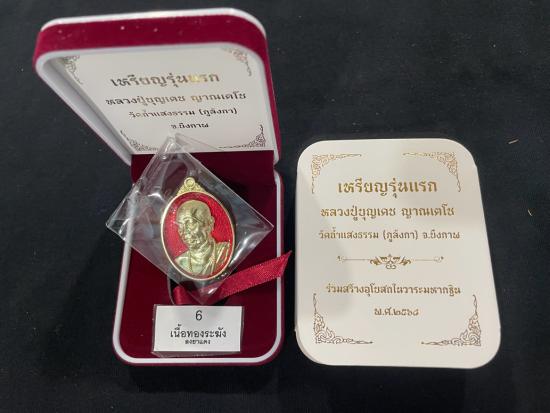 เหรียญรุ่นแรก
หลวงปู่บุญเดช ญาณเตโช
วัดถ้ำแสงธรรม (ภูลังกา)
จ.บึงกาฬ
6
เนื้อทองระฆัง
ลงยาแดง
เหรียญรุ่นแรก
หลวงปู่บุญเดช ญาณเตโช
วัดถ้ำแสงธรรม (ภูลังกา) จ.บึงกาฬ
ร่วมสร้างอุโบสถในวาระมหากฐิน
พ.ศ.๒๕๖๘